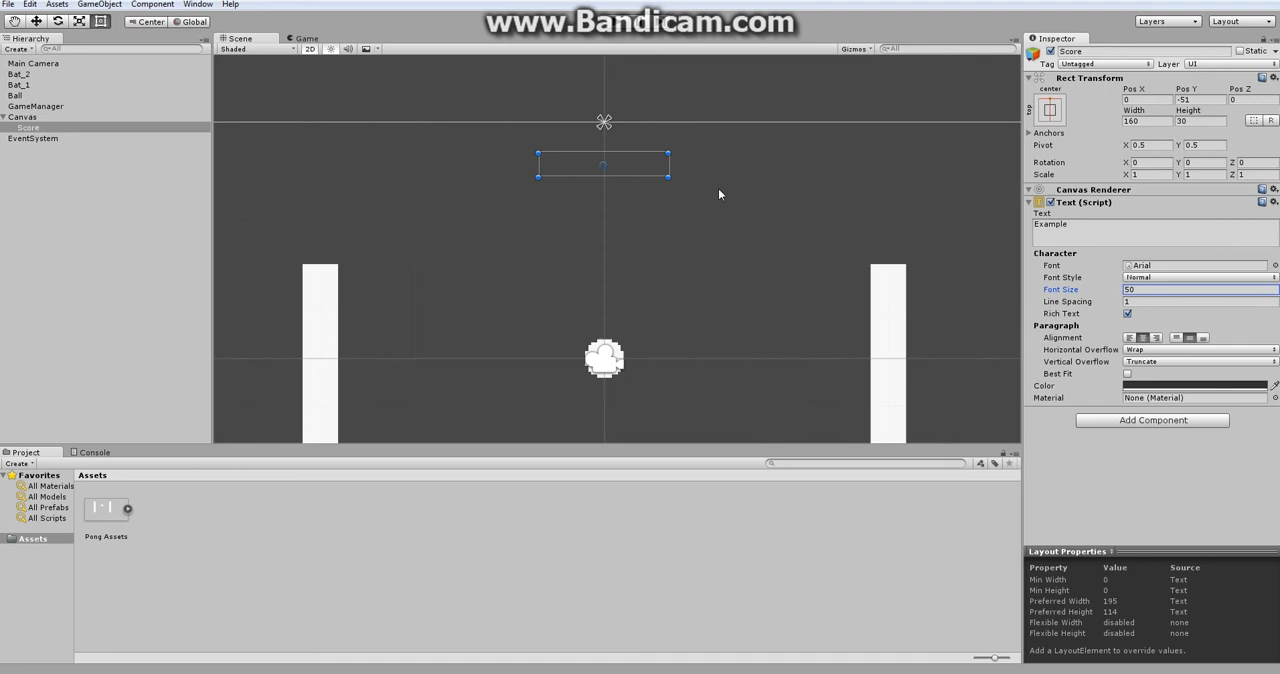 File Edit Assets GameObject Component Window Help
www.Bandicam.com
Center Global Layers Layout
Hierarchy
Create All
Main Camera
Bat_2
Bat_1
Ball
GameManager
Canvas
Score
EventSystem
Scene Game
Shaded 2D Gizmos All
Inspector
Score Static
Tag Untagged Layer UI
Rect Transform
center Pos X Pos Y Pos Z
top 0 -51 0
Width Height
160 30 R
Anchors
Pivot X 0.5 Y 0.5
Rotation X 0 Y 0 Z 0
Scale X 1 Y 1 Z 1
Canvas Renderer
Text (Script)
Text
Example
Character
Font Arial
Font Style Normal
Font Size 50
Line Spacing 1
Rich Text
Paragraph
Alignment
Horizontal Overflow Wrap
Vertical Overflow Truncate
Best Fit
Color
Material None (Material)
Add Component
Layout Properties
Property Value Source
Min Width 0 Text
Min Height 0 Text
Preferred Width 195 Text
Preferred Height 114 Text
Flexible Width disabled none
Flexible Height disabled none
Add a LayoutElement to override values.
Project Console
Create
Favorites
All Materials
All Models
All Prefabs
All Scripts
Assets
Assets
Pong Assets